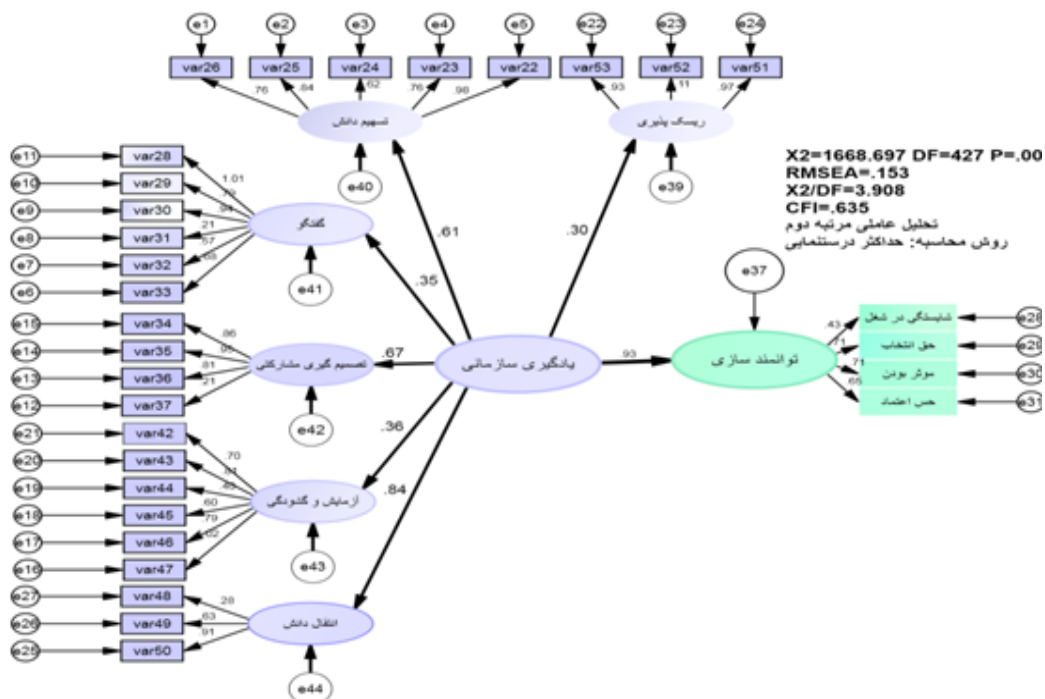 e1 e2 e3 e4 e5 e22 e23 e24
var26 var25 var24 var23 var22 var53 var52 var51
.76 .84 .62 .76 .98 .93 .11 .97
تسهیم دانش
ریسک پذیری
e40
e39
X2=1668.697 DF=427 P=.00
RMSEA=.153
X2/DF=3.908
CFI=.635
تحلیل عاملی مرتبه دوم
روش محاسبه: حداکثر درستنمایی
e11 var28 1.01
e10 var29
e9 var30
e8 var31 .21
e7 var32 .57
e6 var33
گفتگو
e41
.61
.35
.30
e37
e15 var34 .86
e14 var35
e13 var36 .81
e12 var37 .21
تصمیم گیری مشارکتی
e42
.67
یادگیری سازمانی
.93
توانمند سازی
.43 شایستگی در شغل e28
.71 حق انتخاب e29
.71 موثر بودن e30
.65 حس اعتماد e31
.36
.84
e21 var42 .70
e20 var43
e19 var44
e18 var45 .60
e17 var46 .79
e16 var47
آزمایش و گشودگی
e43
e27 var48 .28
e26 var49 .63
e25 var50 .91
انتقال دانش
e44